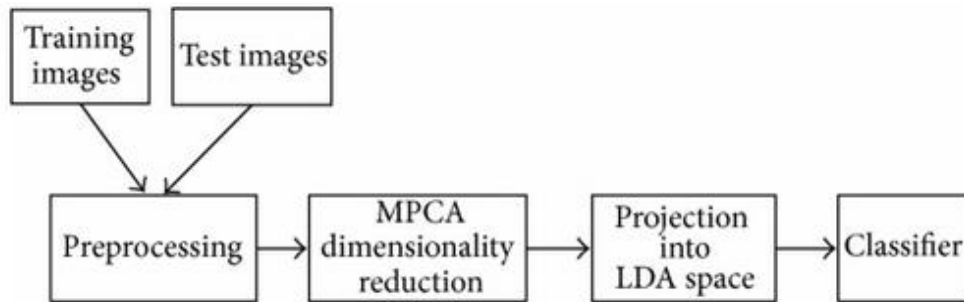 Training
images
Test images
Preprocessing
MPCA
dimensionality
reduction
Projection
into
LDA space
Classifier